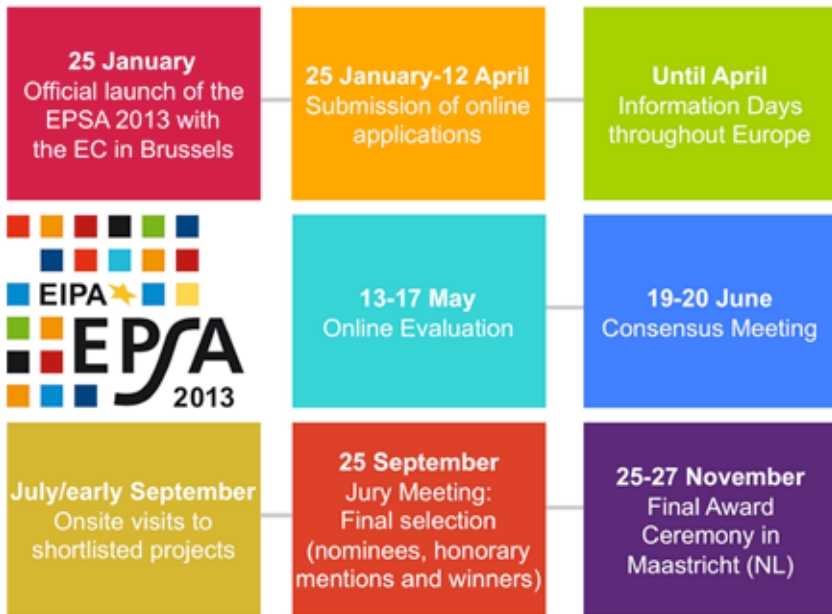 25 January
Official launch of the
EPSA 2013 with
the EC in Brussels
25 January-12 April
Submission of online
applications
Until April
Information Days
throughout Europe
EIPA
EPSA
2013
13-17 May
Online Evaluation
19-20 June
Consensus Meeting
July/early September
Onsite visits to
shortlisted projects
25 September
Jury Meeting:
Final selection
(nominees, honorary
mentions and winners)
25-27 November
Final Award
Ceremony in
Maastricht (NL)